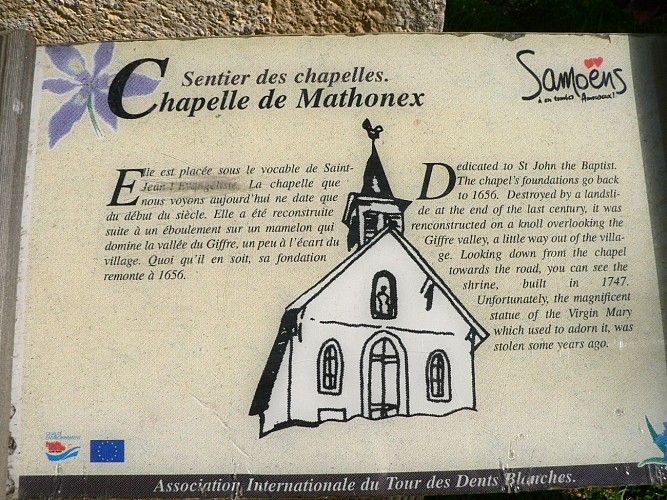 Sentier des chapelles.
Chapelle de Mathonex
Samoëns
à en tomber Amoureux!
Elle est placée sous le vocable de Saint-
Jean l'Evangéliste. La chapelle que
nous voyons aujourd'hui ne date que
du début du siècle. Elle a été reconstruite
suite à un éboulement sur un mamelon qui
domine la vallée du Giffre, un peu à l'écart du
village. Quoi qu'il en soit, sa fondation
remonte à 1656.
Dedicated to St John the Baptist.
The chapel's foundations go back
to 1656. Destroyed by a landsli-
de at the end of the last century, it was
renconstructed on a knoll overlooking the
Giffre valley, a little way out of the villa-
ge. Looking down from the chapel
towards the road, you can see the
shrine, built in 1747.
Unfortunately, the magnificent
statue of the Virgin Mary
which used to adorn it, was
stolen some years ago.
Association Internationale du Tour des Dents Blanches.